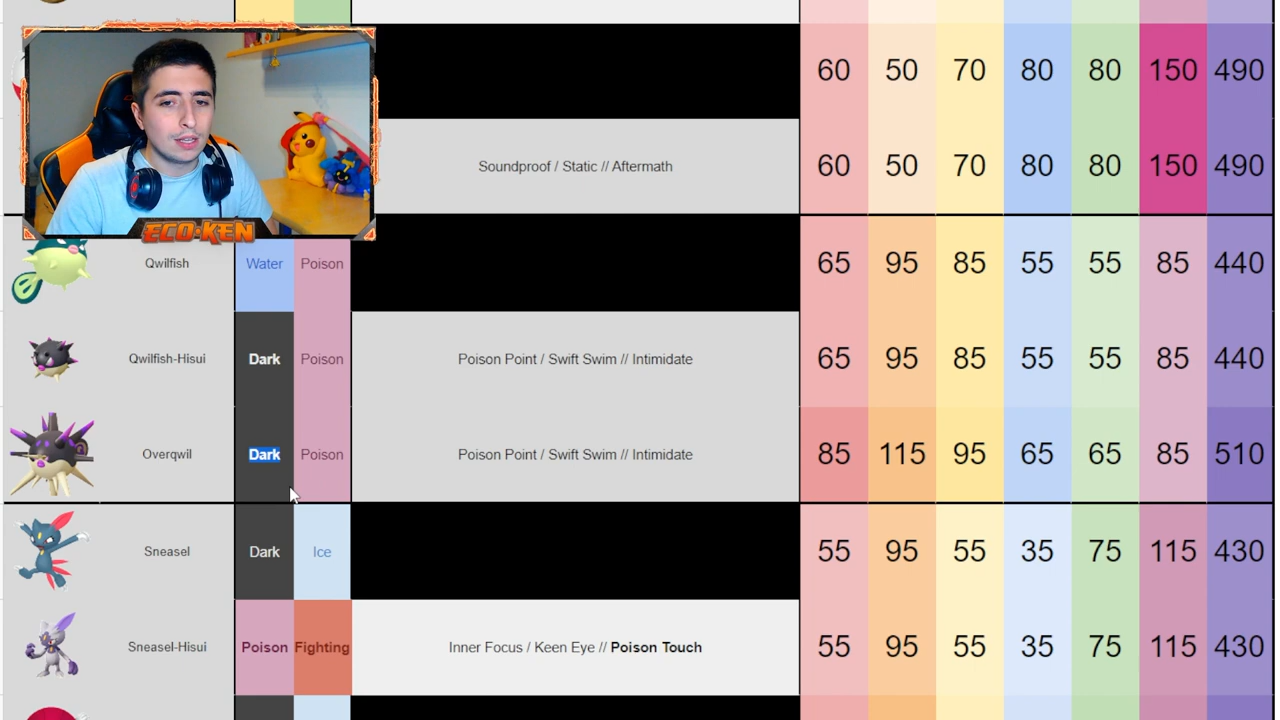 60 50 70 80 80 150 490
Soundproof / Static // Aftermath 60 50 70 80 80 150 490
ECO-KEN
Qwilfish Water Poison 65 95 85 55 55 85 440
Qwilfish-Hisui Dark Poison Poison Point / Swift Swim // Intimidate 65 95 85 55 55 85 440
Overqwil Dark Poison Poison Point / Swift Swim // Intimidate 85 115 95 65 65 85 510
Sneasel Dark Ice 55 95 55 35 75 115 430
Sneasel-Hisui Poison Fighting Inner Focus / Keen Eye // Poison Touch 55 95 55 35 75 115 430